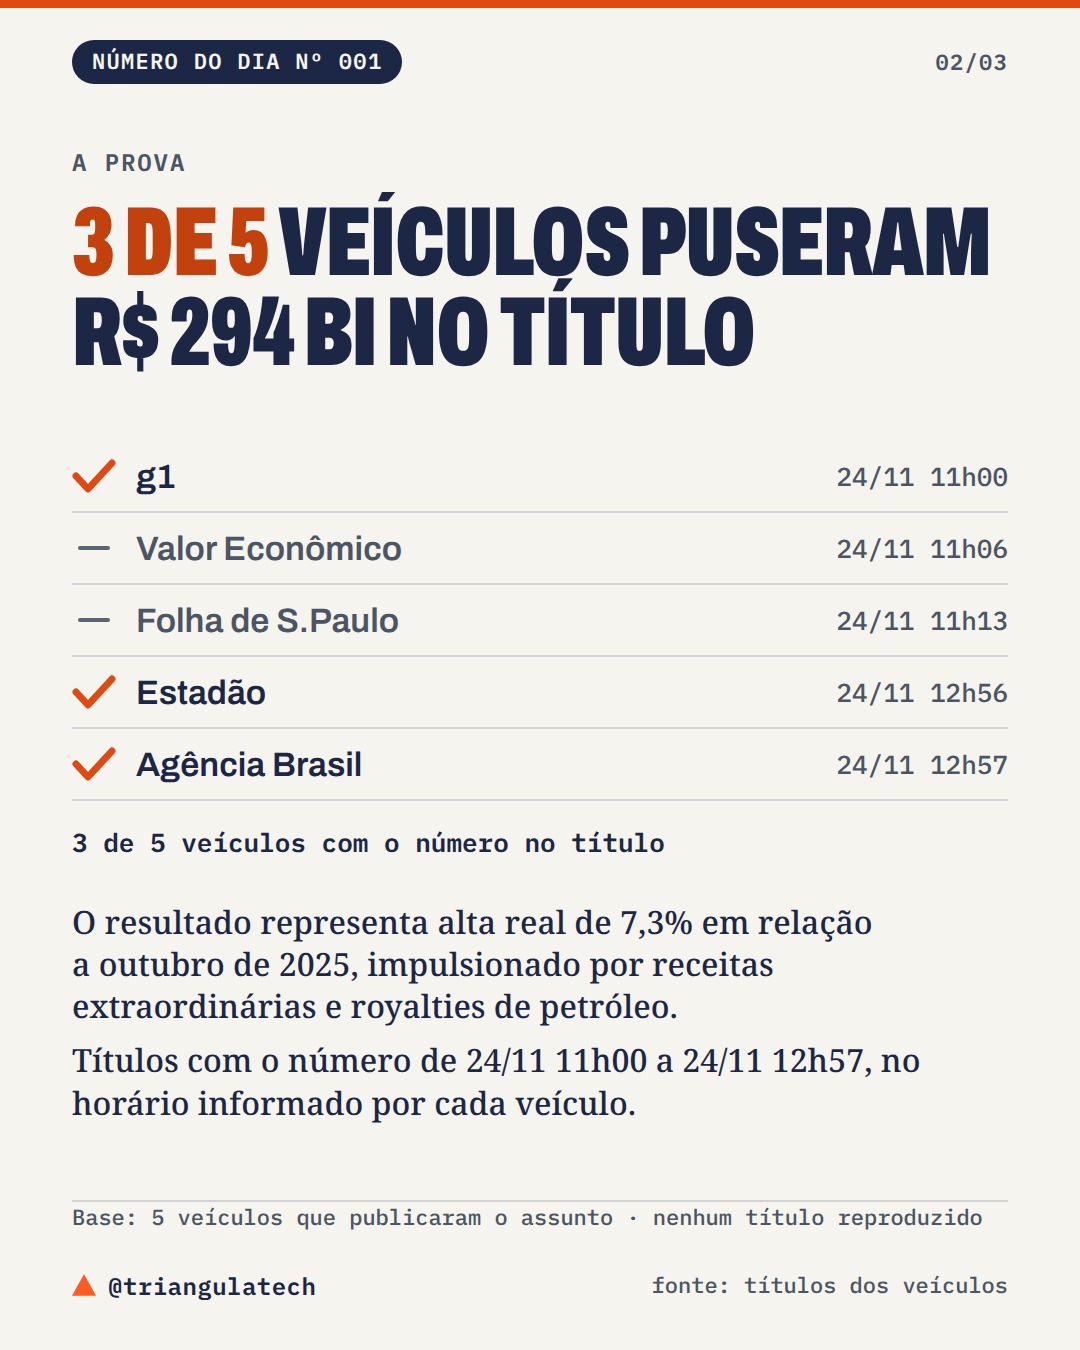 NÚMERO DO DIA Nº 001
02/03
A PROVA
3 DE 5 VEÍCULOS PUSERAM
R$ 294 BI NO TÍTULO
g1 24/11 11h00
Valor Econômico 24/11 11h06
Folha de S.Paulo 24/11 11h13
Estadão 24/11 12h56
Agência Brasil 24/11 12h57
3 de 5 veículos com o número no título
O resultado representa alta real de 7,3% em relação
a outubro de 2025, impulsionado por receitas
extraordinárias e royalties de petróleo.
Títulos com o número de 24/11 11h00 a 24/11 12h57, no
horário informado por cada veículo.
Base: 5 veículos que publicaram o assunto · nenhum título reproduzido
@triangulatech
fonte: títulos dos veículos